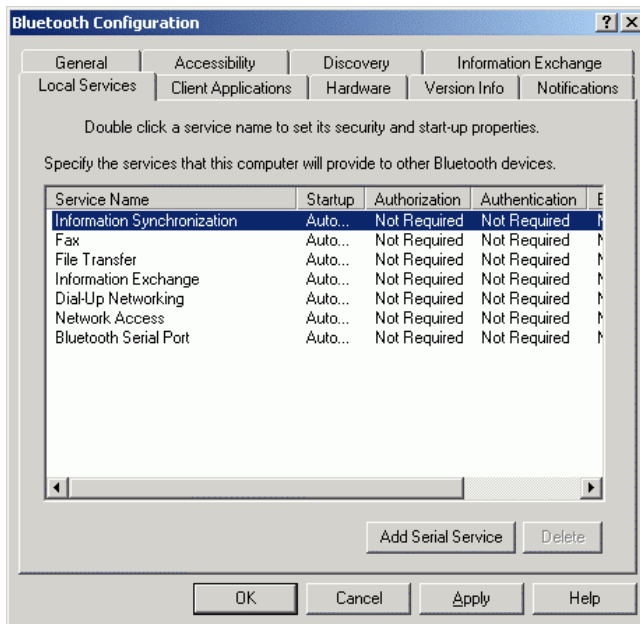 Bluetooth Configuration
General Accessibility Discovery Information Exchange
Local Services Client Applications Hardware Version Info Notifications
Double click a service name to set its security and start-up properties.
Specify the services that this computer will provide to other Bluetooth devices.
Service Name Startup Authorization Authentication E
Information Synchronization Auto... Not Required Not Required N
Fax Auto... Not Required Not Required N
File Transfer Auto... Not Required Not Required N
Information Exchange Auto... Not Required Not Required N
Dial-Up Networking Auto... Not Required Not Required N
Network Access Auto... Not Required Not Required N
Bluetooth Serial Port Auto... Not Required Not Required N
Add Serial Service Delete
OK Cancel Apply Help